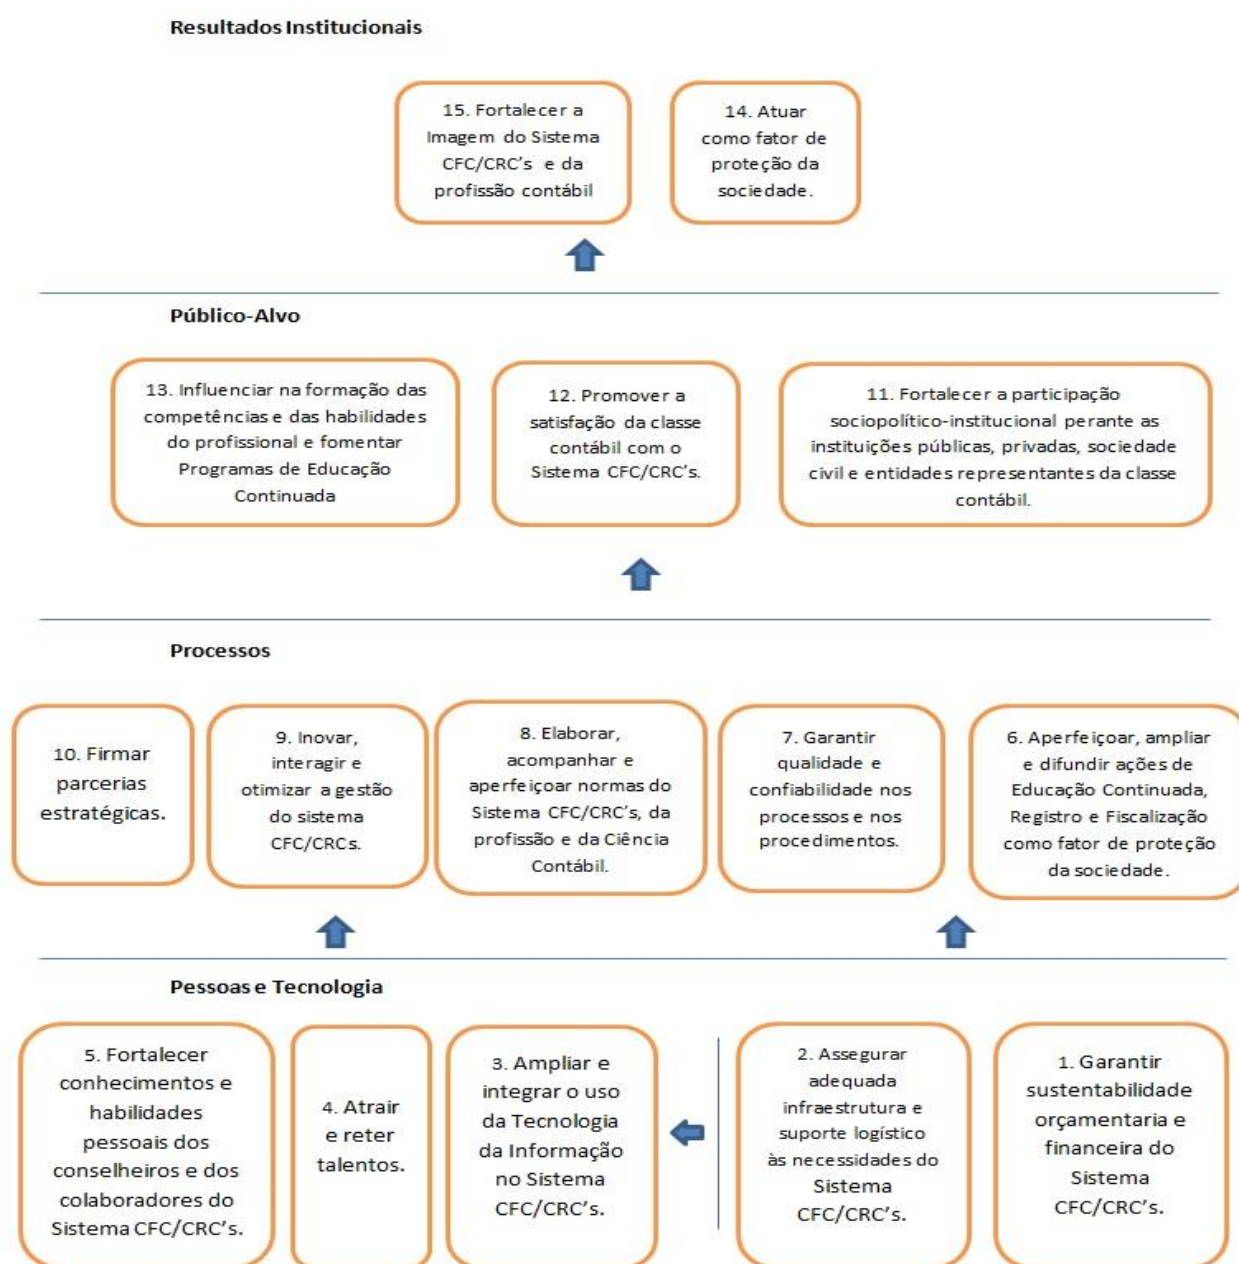 Resultados Institucionais
15. Fortalecer a
Imagem do Sistema
CFC/CRC's e da
profissão contábil
14. Atuar
como fator de
proteção da
sociedade.
Público-Alvo
13. Influenciar na formação das
competências e das habilidades
do profissional e fomentar
Programas de Educação
Continuada
12. Promover a
satisfação da classe
contábil com o
Sistema CFC/CRC's.
11. Fortalecer a participação
sociopolítico-institucional perante as
instituições públicas, privadas, sociedade
civil e entidades representantes da classe
contábil.
Processos
10. Firmar
parcerias
estratégicas.
9. Inovar,
interagir e
otimizar a gestão
do sistema
CFC/CRCs.
8. Elaborar,
acompanhar e
aperfeiçoar normas do
Sistema CFC/CRC's, da
profissão e da Ciência
Contábil.
7. Garantir
qualidade e
confiabilidade nos
processos e nos
procedimentos.
6. Aperfeiçoar, ampliar
e difundir ações de
Educação Continuada,
Registro e Fiscalização
como fator de proteção
da sociedade.
Pessoas e Tecnologia
5. Fortalecer
conhecimentos e
habilidades
pessoais dos
conselheiros e dos
colaboradores do
Sistema CFC/CRC's.
4. Atrair
e reter
talentos.
3. Ampliar e
integrar o uso
da Tecnologia
da Informação
no Sistema
CFC/CRC's.
2. Assegurar
adequada
infraestrutura e
suporte logístico
às necessidades do
Sistema
CFC/CRC's.
1. Garantir
sustentabilidade
orçamentaria e
financeira do
Sistema
CFC/CRC's.